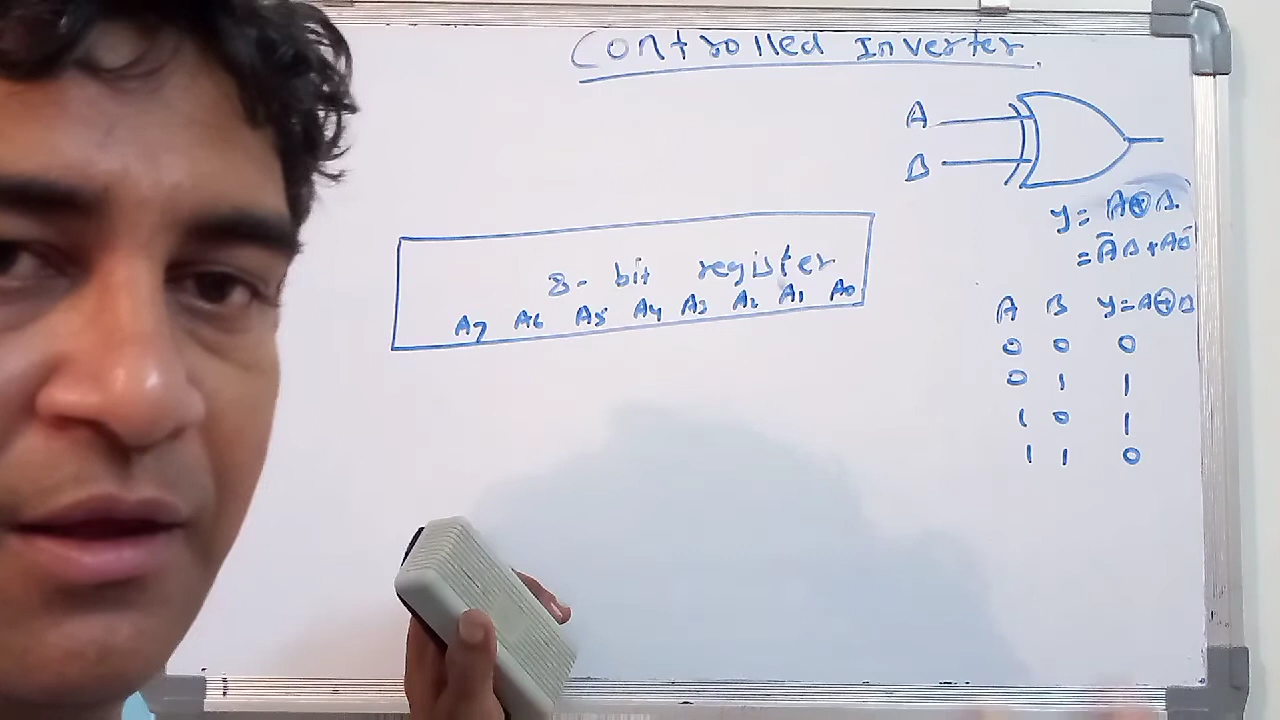 Controlled Inverter.
A
B
y = A⊕B
= A̅B + AB̅
8- bit register
A7 A6 A5 A4 A3 A2 A1 A0
A B y=A⊕B
0 0 0
0 1 1
1 0 1
1 1 0